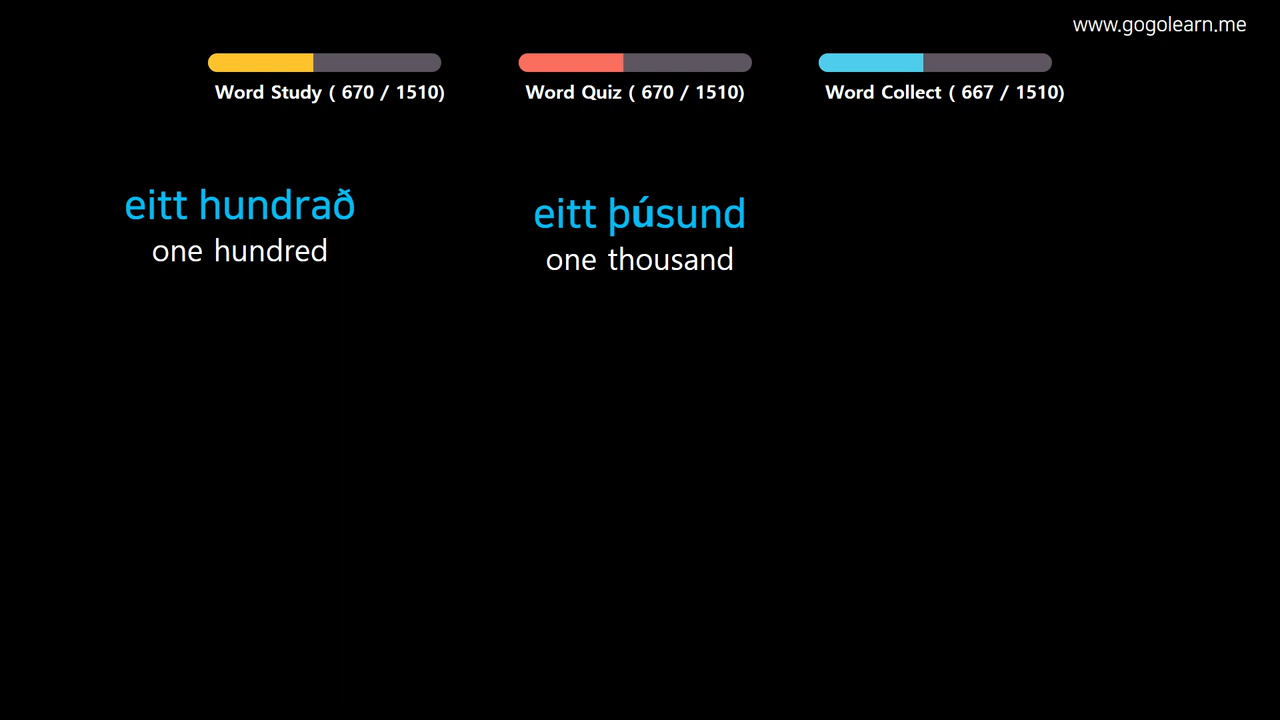 www.gogolearn.me
Word Study ( 670 / 1510)
Word Quiz ( 670 / 1510)
Word Collect ( 667 / 1510)
eitt hundrað
one hundred
eitt þúsund
one thousand